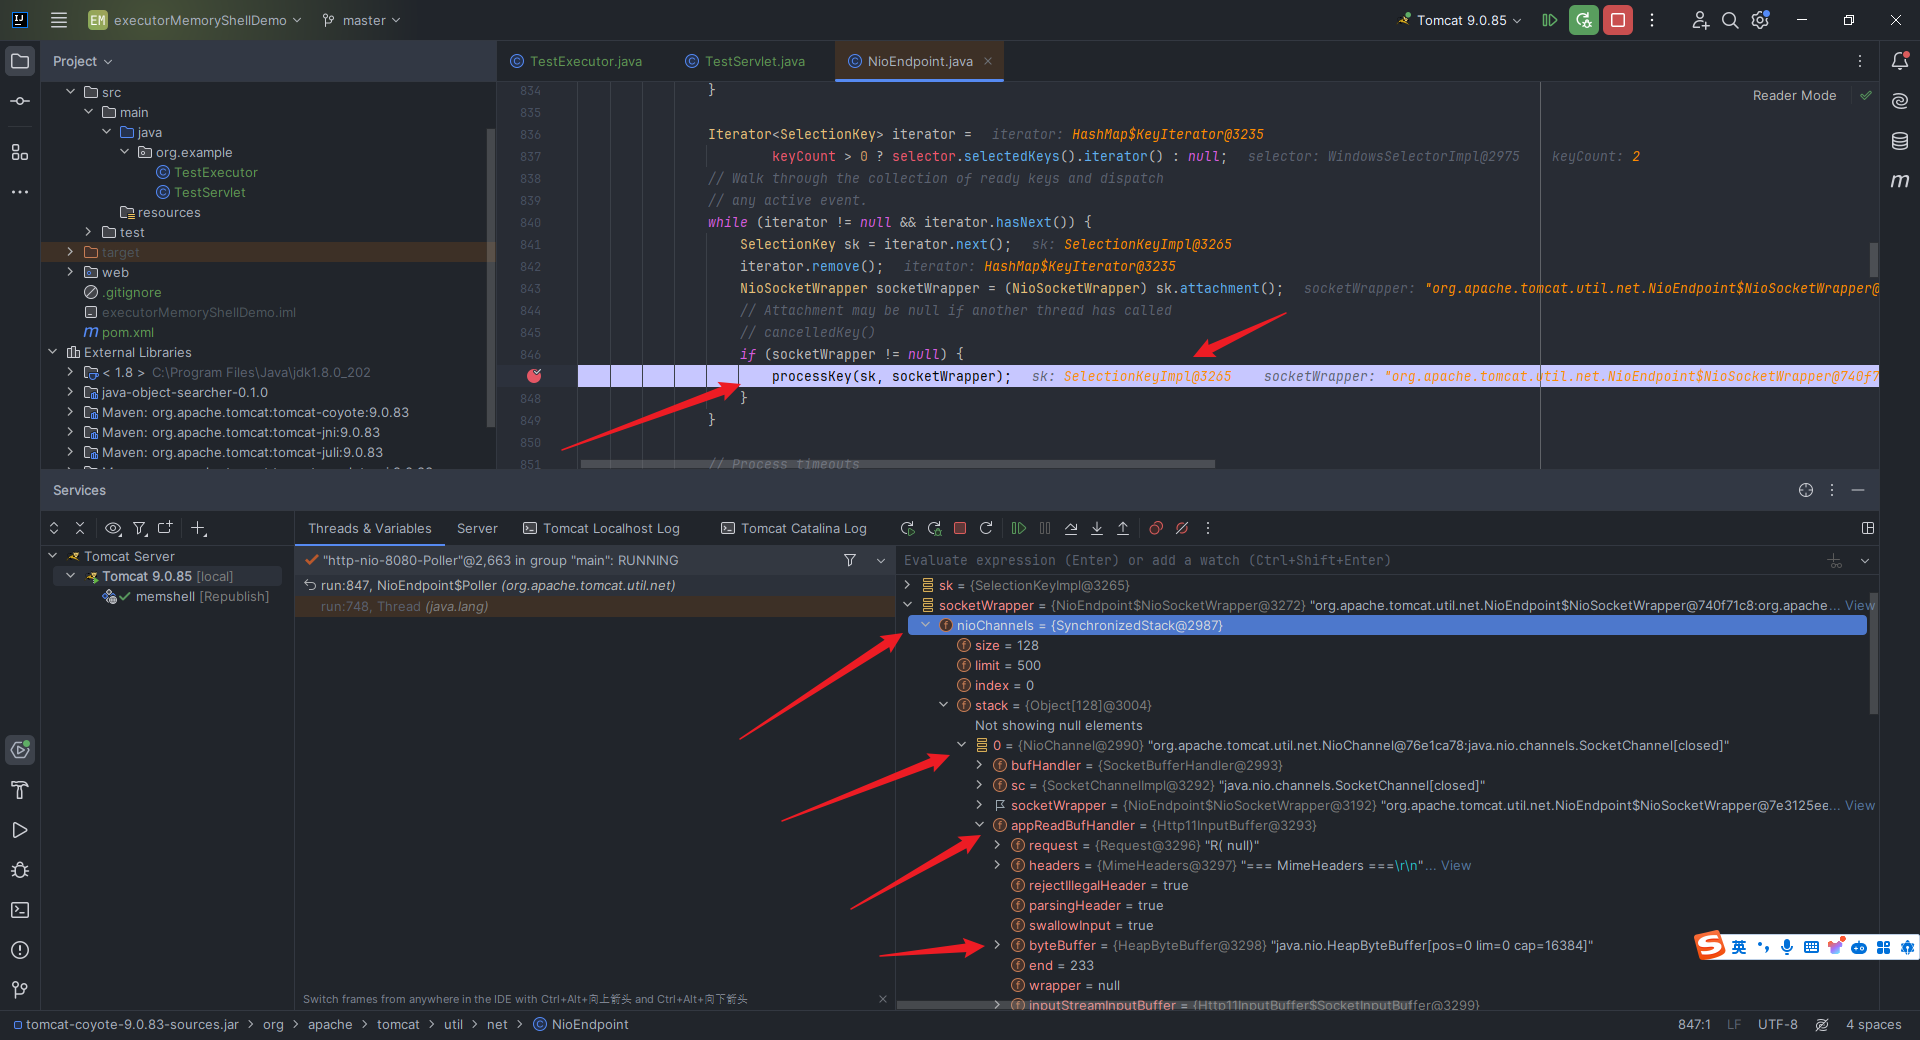 EM executorMemoryShellDemo master Tomcat 9.0.85
Project TestExecutor.java TestServlet.java NioEndpoint.java
Reader Mode
src
main
java
org.example
TestExecutor
TestServlet
resources
test
target
web
.gitignore
executorMemoryShellDemo.iml
m pom.xml
External Libraries
< 1.8 > C:\Program Files\Java\jdk1.8.0_202
java-object-searcher-0.1.0
Maven: org.apache.tomcat:tomcat-coyote:9.0.83
Maven: org.apache.tomcat:tomcat-jni:9.0.83
Maven: org.apache.tomcat:tomcat-juli:9.0.83
834 }
835
836 Iterator<SelectionKey> iterator = iterator: HashMap$KeyIterator@3235
837 keyCount > 0 ? selector.selectedKeys().iterator() : null; selector: WindowsSelectorImpl@2975 keyCount: 2
838 // Walk through the collection of ready keys and dispatch
839 // any active event.
840 while (iterator != null && iterator.hasNext()) {
841 SelectionKey sk = iterator.next(); sk: SelectionKeyImpl@3265
842 iterator.remove(); iterator: HashMap$KeyIterator@3235
843 NioSocketWrapper socketWrapper = (NioSocketWrapper) sk.attachment(); socketWrapper: "org.apache.tomcat.util.net.NioEndpoint$NioSocketWrapper@
844 // Attachment may be null if another thread has called
845 // cancelledKey()
846 if (socketWrapper != null) {
processKey(sk, socketWrapper); sk: SelectionKeyImpl@3265 socketWrapper: "org.apache.tomcat.util.net.NioEndpoint$NioSocketWrapper@740f7
848 }
849 }
850
851 // Process timeouts
Services
Threads & Variables Server Tomcat Localhost Log Tomcat Catalina Log
Tomcat Server
Tomcat 9.0.85 [local]
memshell [Republish]
"http-nio-8080-Poller"@2,663 in group "main": RUNNING
run:847, NioEndpoint$Poller (org.apache.tomcat.util.net)
run:748, Thread (java.lang)
Evaluate expression (Enter) or add a watch (Ctrl+Shift+Enter)
sk = {SelectionKeyImpl@3265}
socketWrapper = {NioEndpoint$NioSocketWrapper@3272} "org.apache.tomcat.util.net.NioEndpoint$NioSocketWrapper@740f71c8:org.apache... View
nioChannels = {SynchronizedStack@2987}
size = 128
limit = 500
index = 0
stack = {Object[128]@3004}
Not showing null elements
0 = {NioChannel@2990} "org.apache.tomcat.util.net.NioChannel@76e1ca78:java.nio.channels.SocketChannel[closed]"
bufHandler = {SocketBufferHandler@2993}
sc = {SocketChannelImpl@3292} "java.nio.channels.SocketChannel[closed]"
socketWrapper = {NioEndpoint$NioSocketWrapper@3192} "org.apache.tomcat.util.net.NioEndpoint$NioSocketWrapper@7e3125ee... View
appReadBufHandler = {Http11InputBuffer@3293}
request = {Request@3296} "R( null)"
headers = {MimeHeaders@3297} "=== MimeHeaders ===\r\n"... View
rejectIllegalHeader = true
parsingHeader = true
swallowInput = true
byteBuffer = {HeapByteBuffer@3298} "java.nio.HeapByteBuffer[pos=0 lim=0 cap=16384]"
end = 233
wrapper = null
inputStreamInputBuffer = {Http11InputBuffer$SocketInputBuffer@3299}
S 英
Switch frames from anywhere in the IDE with Ctrl+Alt+向上箭头 and Ctrl+Alt+向下箭头
tomcat-coyote-9.0.83-sources.jar > org > apache > tomcat > util > net > NioEndpoint 847:1 LF UTF-8 4 spaces